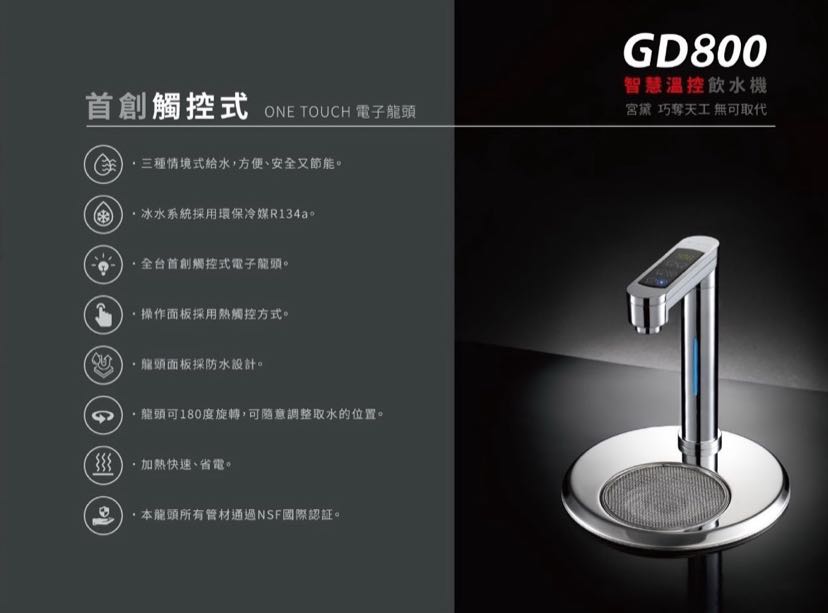 GD800
智慧溫控飲水機
宮黛 巧奪天工 無可取代
首創觸控式 ONE TOUCH 電子龍頭
・三種情境式給水，方便、安全又節能。
・冰水系統採用環保冷媒R134a。
・全台首創觸控式電子龍頭。
・操作面板採用熱觸控方式。
・龍頭面板採防水設計。
・龍頭可180度旋轉，可隨意調整取水的位置。
・加熱快速、省電。
・本龍頭所有管材通過NSF國際認証。